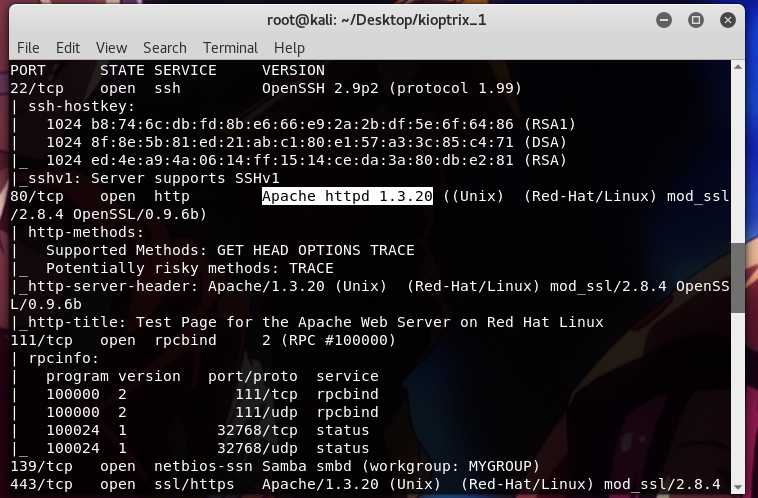 root@kali: ~/Desktop/kioptrix_1
File Edit View Search Terminal Help
PORT      STATE SERVICE     VERSION
22/tcp    open  ssh         OpenSSH 2.9p2 (protocol 1.99)
| ssh-hostkey:
|   1024 b8:74:6c:db:fd:8b:e6:66:e9:2a:2b:df:5e:6f:64:86 (RSA1)
|   1024 8f:8e:5b:81:ed:21:ab:c1:80:e1:57:a3:3c:85:c4:71 (DSA)
|_  1024 ed:4e:a9:4a:06:14:ff:15:14:ce:da:3a:80:db:e2:81 (RSA)
|_sshv1: Server supports SSHv1
80/tcp    open  http        Apache httpd 1.3.20 ((Unix)  (Red-Hat/Linux) mod_ssl
/2.8.4 OpenSSL/0.9.6b)
| http-methods:
|   Supported Methods: GET HEAD OPTIONS TRACE
|_  Potentially risky methods: TRACE
|_http-server-header: Apache/1.3.20 (Unix)  (Red-Hat/Linux) mod_ssl/2.8.4 OpenSS
L/0.9.6b
|_http-title: Test Page for the Apache Web Server on Red Hat Linux
111/tcp   open  rpcbind     2 (RPC #100000)
| rpcinfo:
|   program version   port/proto  service
|   100000  2            111/tcp  rpcbind
|   100000  2            111/udp  rpcbind
|   100024  1          32768/tcp  status
|_  100024  1          32768/udp  status
139/tcp   open  netbios-ssn Samba smbd (workgroup: MYGROUP)
443/tcp   open  ssl/https   Apache/1.3.20 (Unix)  (Red-Hat/Linux) mod_ssl/2.8.4